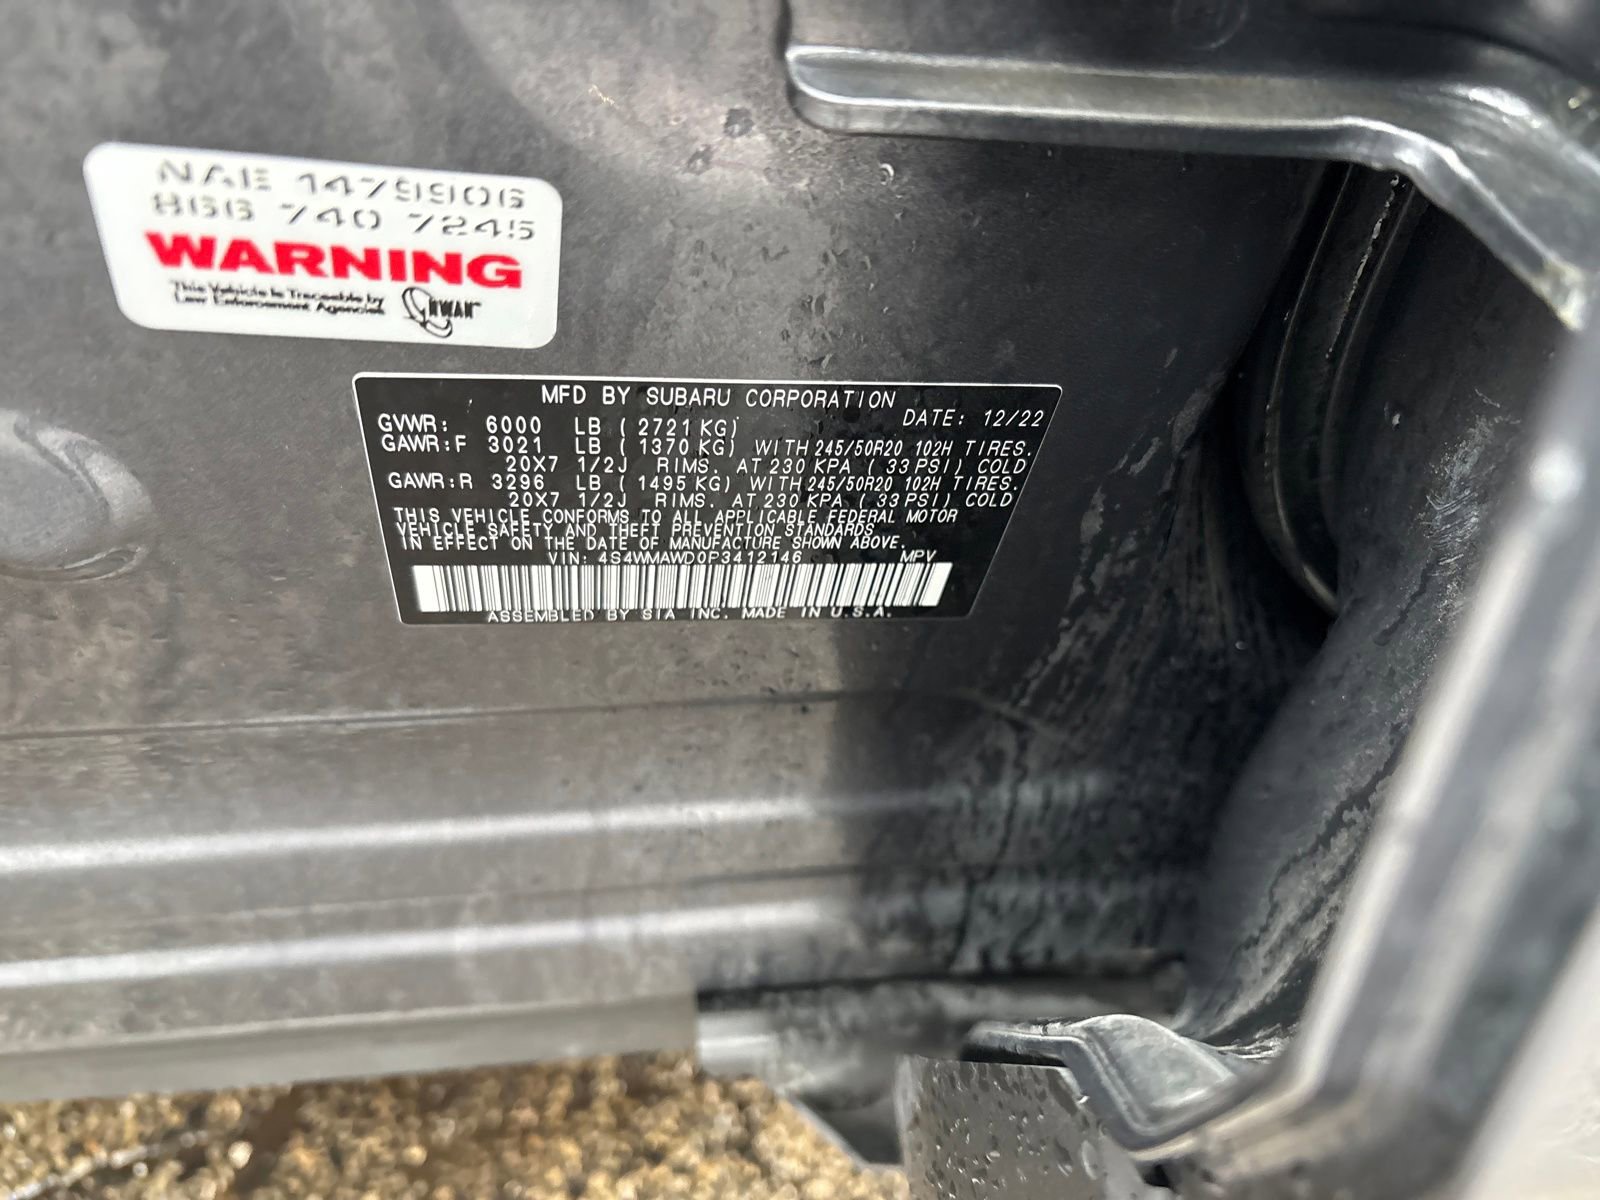 NAE 1479906
866 740 7245
WARNING
This Vehicle Is Traceable by
Law Enforcement Agencies
MFD BY SUBARU CORPORATION
GVWR: 6000 LB ( 2721 KG) DATE: 12/22
GAWR:F 3021 LB ( 1370 KG) WITH 245/50R20 102H TIRES.
20X7 1/2J RIMS. AT 230 KPA ( 33 PSI) COLD
GAWR:R 3296 LB ( 1495 KG) WITH 245/50R20 102H TIRES.
20X7 1/2J RIMS. AT 230 KPA ( 33 PSI) COLD
THIS VEHICLE CONFORMS TO ALL APPLICABLE FEDERAL MOTOR
VEHICLE SAFETY AND THEFT PREVENTION STANDARDS
IN EFFECT ON THE DATE OF MANUFACTURE SHOWN ABOVE.
VIN: 4S4WMAWD0P3412146 MPV
ASSEMBLED BY SIA INC. MADE IN U.S.A.